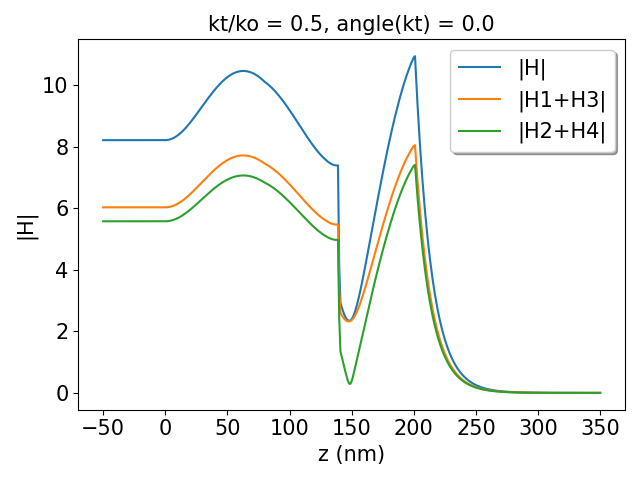 kt/ko = 0.5, angle(kt) = 0.0
|H|
|H1+H3|
|H2+H4|
|H|
10
8
6
4
2
0
−50 0 50 100 150 200 250 300 350
z (nm)